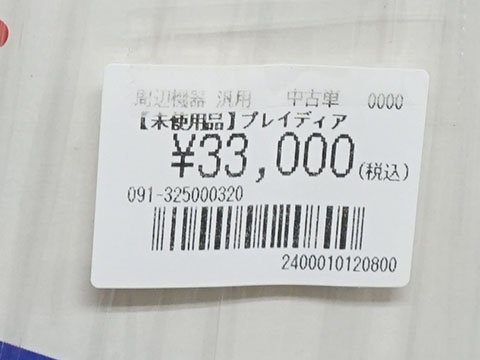 周辺機器 汎用 中古単 0000
【未使用品】プレイディア
¥33,000(税込)
091-325000320
2400010120800